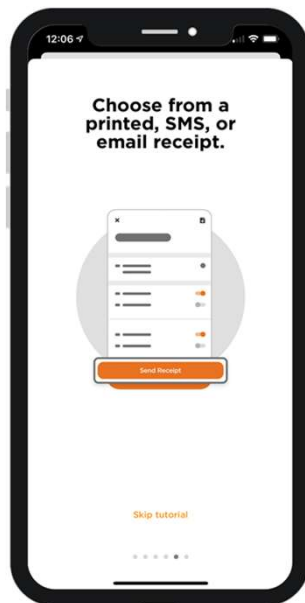 12:06
Choose from a
printed, SMS, or
email receipt.
Send Receipt
Skip tutorial